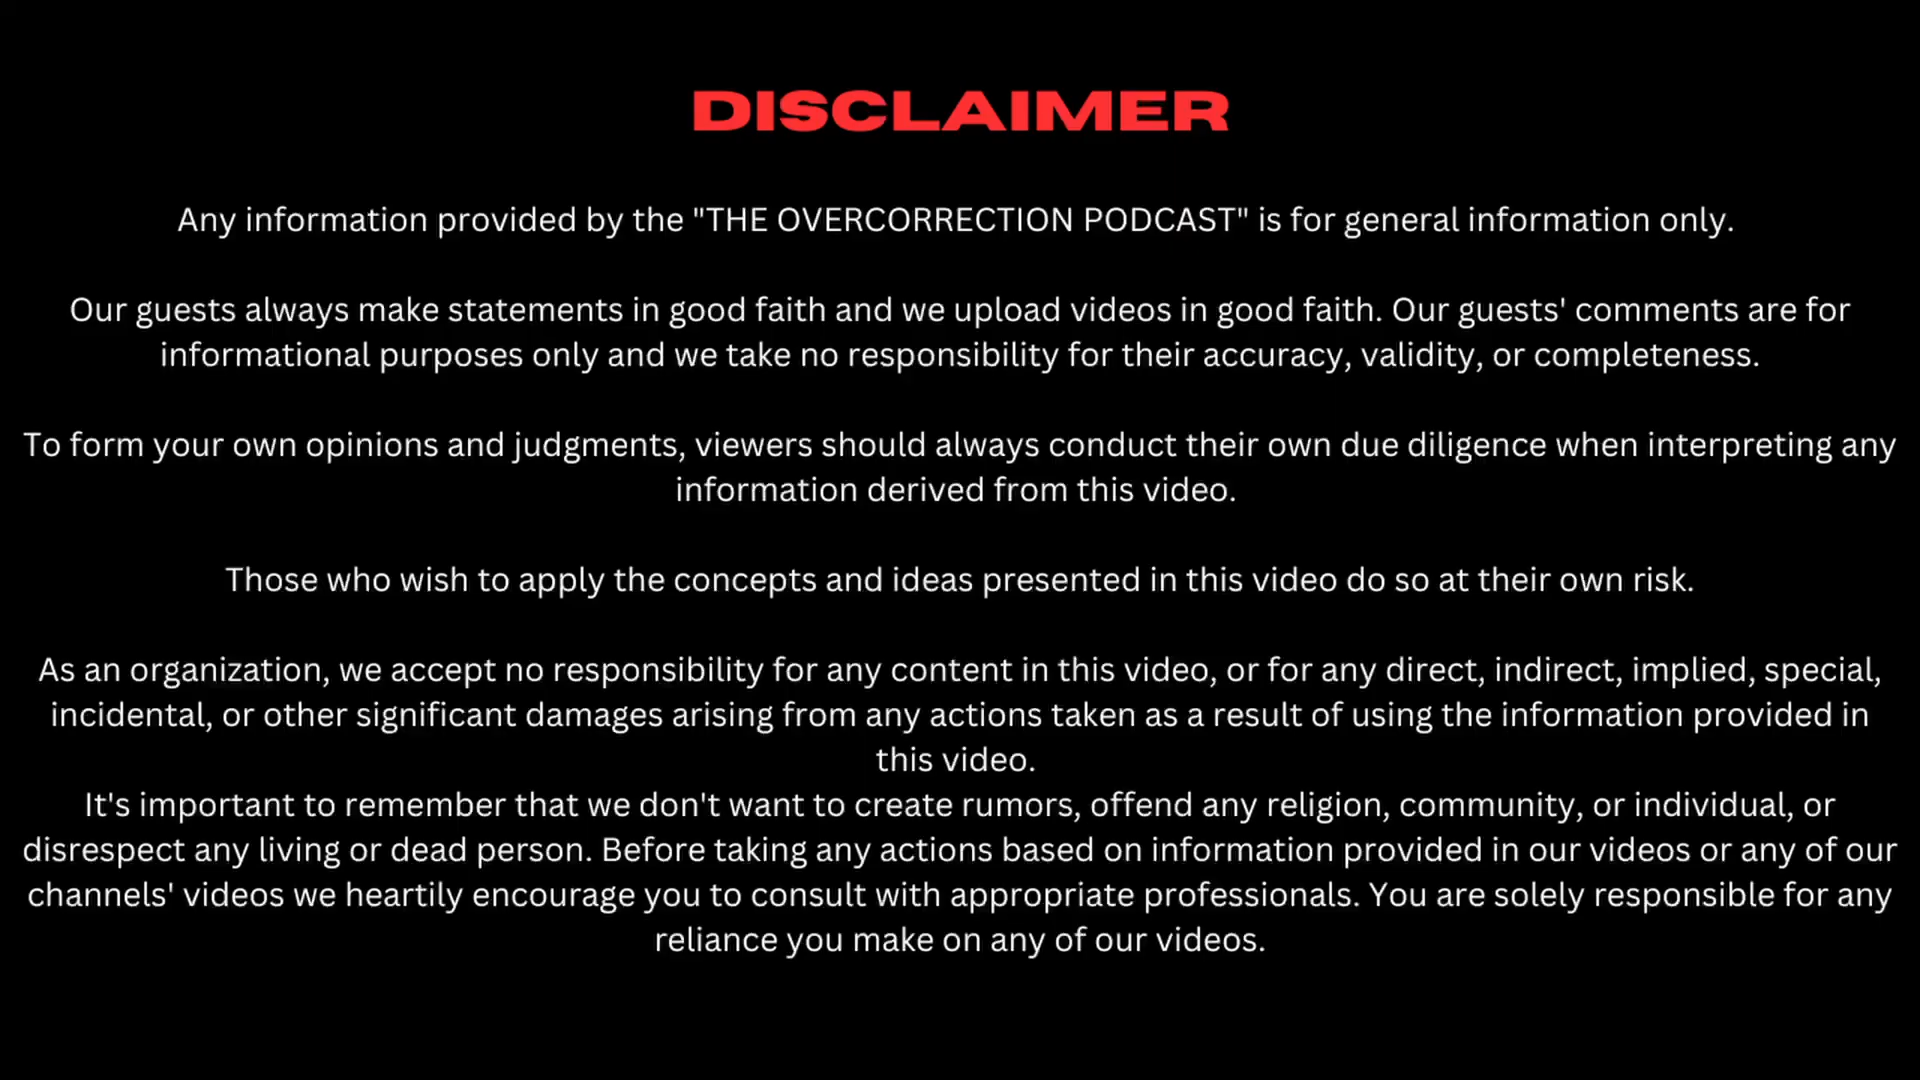 DISCLAIMER
Any information provided by the "THE OVERCORRECTION PODCAST" is for general information only.
Our guests always make statements in good faith and we upload videos in good faith. Our guests' comments are for
informational purposes only and we take no responsibility for their accuracy, validity, or completeness.
To form your own opinions and judgments, viewers should always conduct their own due diligence when interpreting any
information derived from this video.
Those who wish to apply the concepts and ideas presented in this video do so at their own risk.
As an organization, we accept no responsibility for any content in this video, or for any direct, indirect, implied, special,
incidental, or other significant damages arising from any actions taken as a result of using the information provided in
this video.
It's important to remember that we don't want to create rumors, offend any religion, community, or individual, or
disrespect any living or dead person. Before taking any actions based on information provided in our videos or any of our
channels' videos we heartily encourage you to consult with appropriate professionals. You are solely responsible for any
reliance you make on any of our videos.